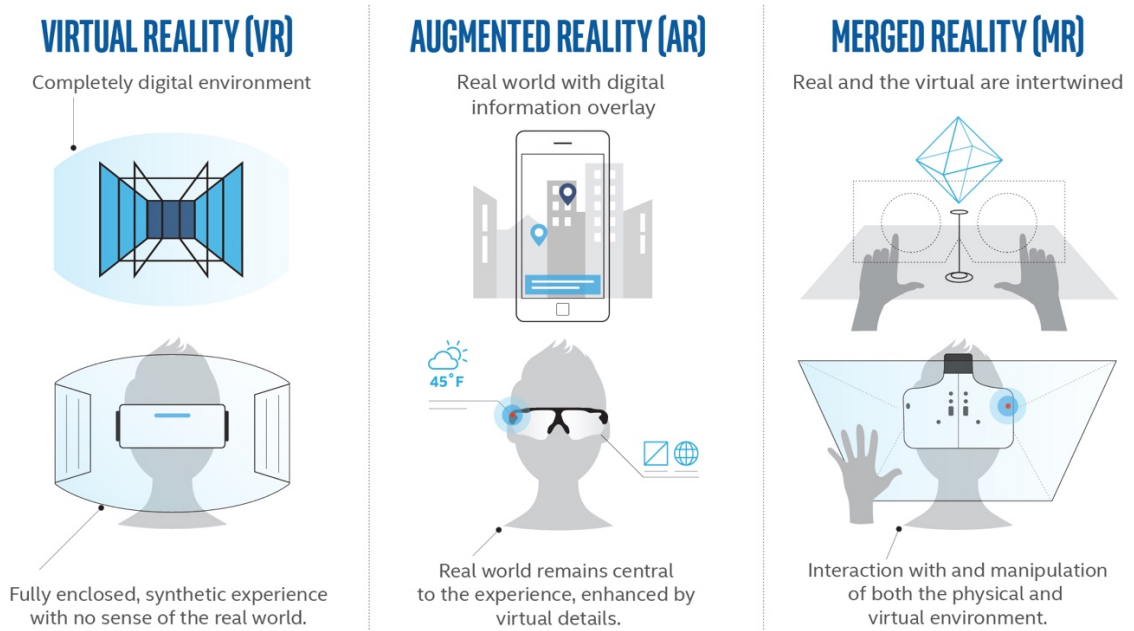 VIRTUAL REALITY (VR)
Completely digital environment
Fully enclosed, synthetic experience
with no sense of the real world.
AUGMENTED REALITY (AR)
Real world with digital
information overlay
45°F
Real world remains central
to the experience, enhanced by
virtual details.
MERGED REALITY (MR)
Real and the virtual are intertwined
Interaction with and manipulation
of both the physical and
virtual environment.